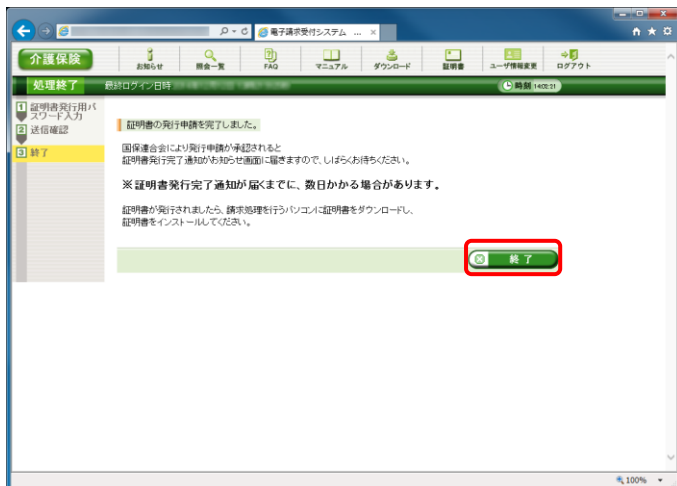 電子請求受付システム ...
介護保険
お知らせ
照会一覧
FAQ
マニュアル
ダウンロード
証明書
ユーザ情報変更
ログアウト
処理終了
最終ログイン日時
時刻 14:01:21
1 証明書発行用パ
スワード入力
2 送信確認
3 終了
証明書の発行申請を完了しました。
国保連合会により発行申請が承認されると
証明書発行完了通知がお知らせ画面に届きますので、しばらくお待ちください。
※証明書発行完了通知が届くまでに、数日かかる場合があります。
証明書が発行されましたら、請求処理を行うパソコンに証明書をダウンロードし、
証明書をインストールしてください。
終了
100%